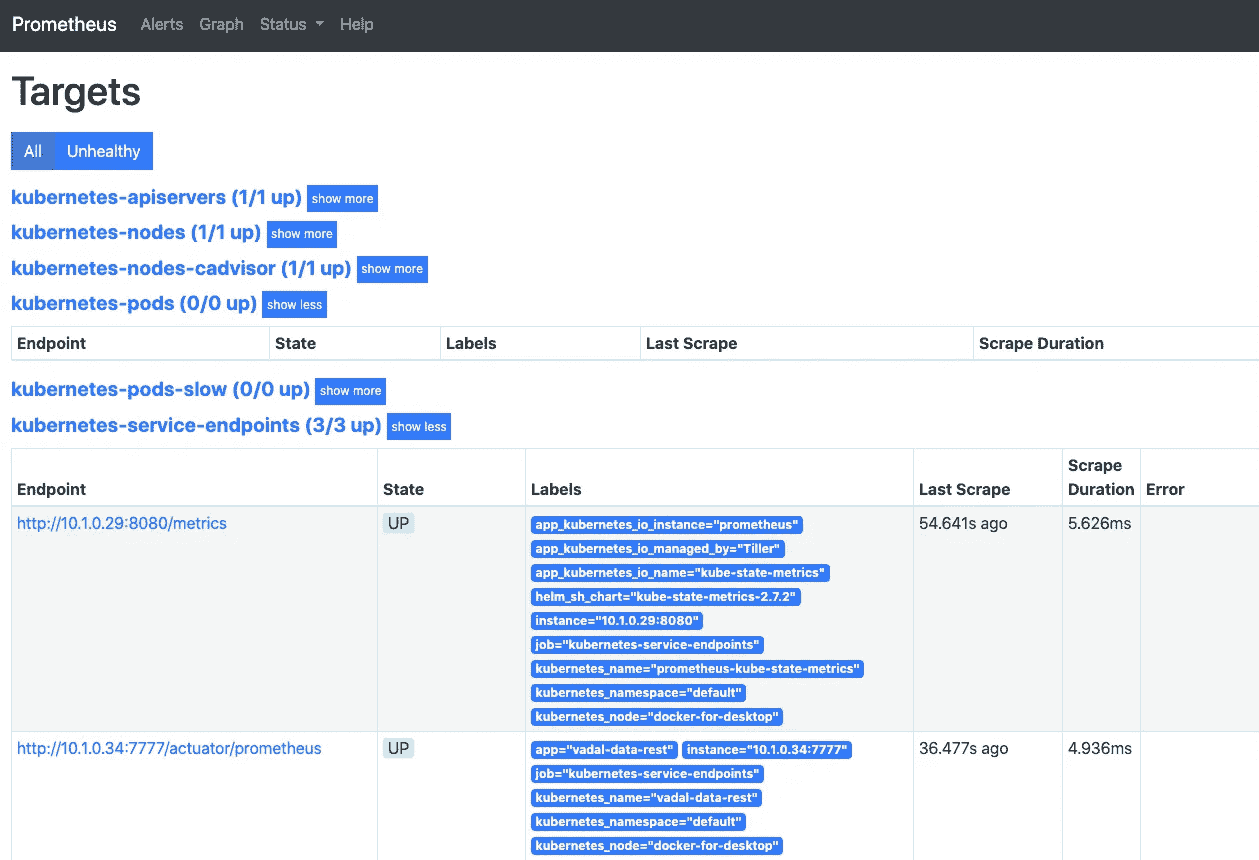 Prometheus Alerts Graph Status Help
Targets
All Unhealthy
kubernetes-apiservers (1/1 up) show more
kubernetes-nodes (1/1 up) show more
kubernetes-nodes-cadvisor (1/1 up) show more
kubernetes-pods (0/0 up) show less
Endpoint State Labels Last Scrape Scrape Duration
kubernetes-pods-slow (0/0 up) show more
kubernetes-service-endpoints (3/3 up) show less
Endpoint State Labels Last Scrape Scrape Duration Error
http://10.1.0.29:8080/metrics UP app_kubernetes_io_instance="prometheus" 54.641s ago 5.626ms
app_kubernetes_io_managed_by="Tiller"
app_kubernetes_io_name="kube-state-metrics"
helm_sh_chart="kube-state-metrics-2.7.2"
instance="10.1.0.29:8080"
job="kubernetes-service-endpoints"
kubernetes_name="prometheus-kube-state-metrics"
kubernetes_namespace="default"
kubernetes_node="docker-for-desktop"
http://10.1.0.34:7777/actuator/prometheus UP app="vadal-data-rest" instance="10.1.0.34:7777" 36.477s ago 4.936ms
job="kubernetes-service-endpoints"
kubernetes_name="vadal-data-rest"
kubernetes_namespace="default"
kubernetes_node="docker-for-desktop"